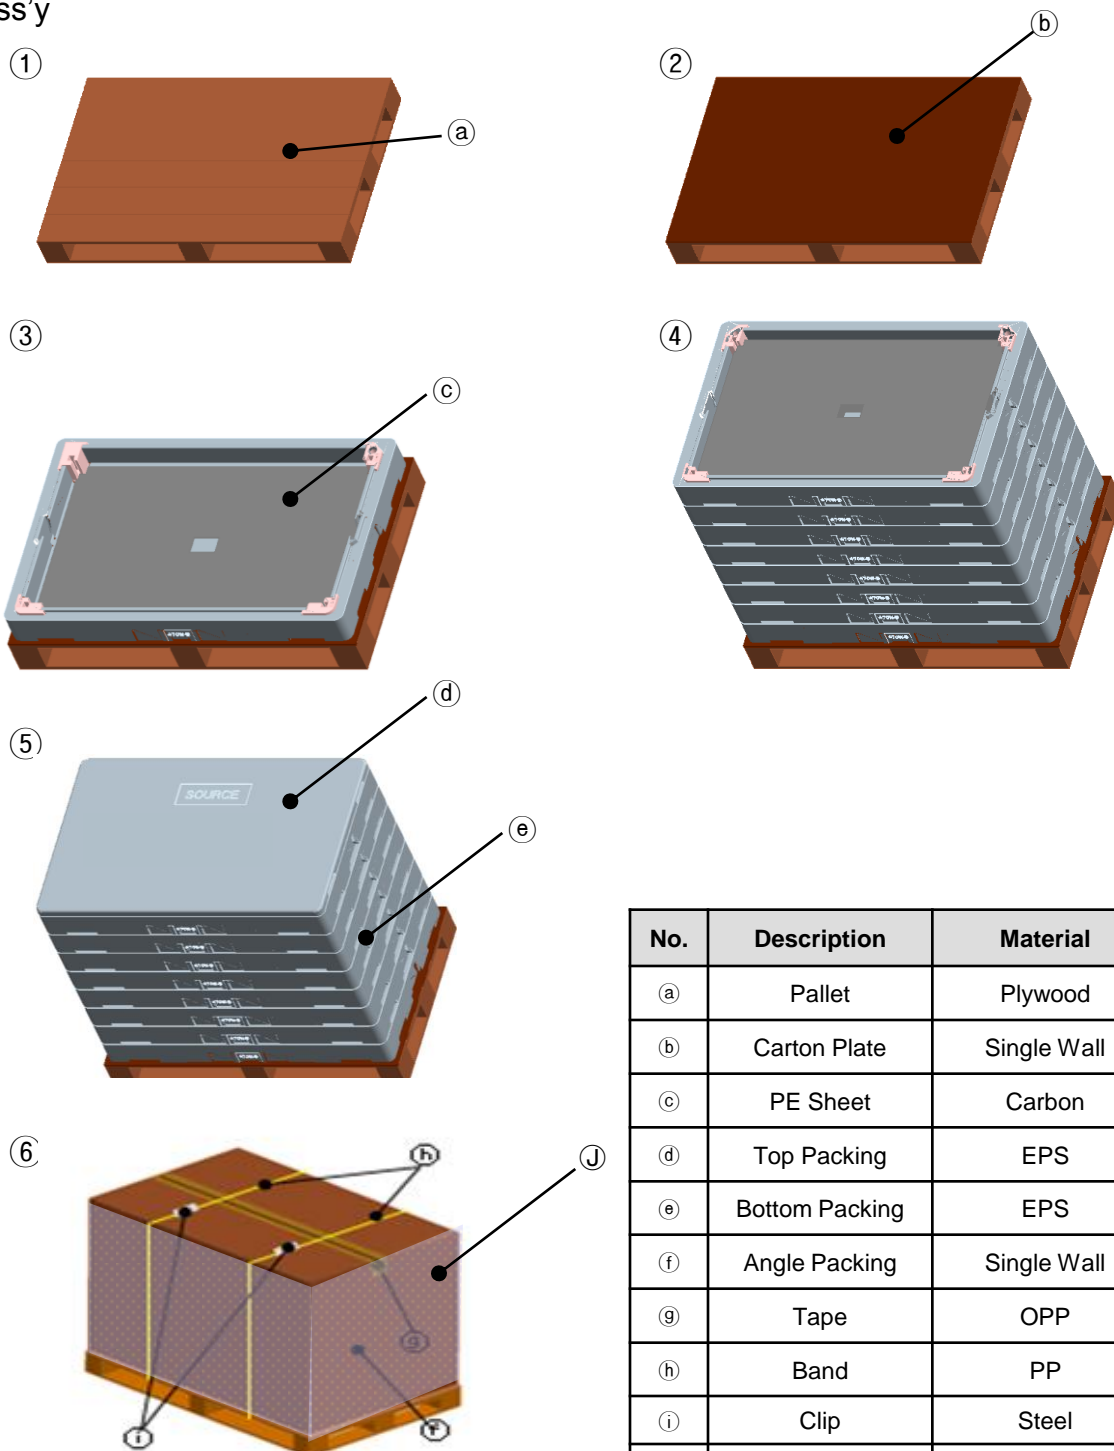 ss'y
① ②
ⓑ
ⓐ
③ ④
ⓒ
⑤
ⓓ
SOURCE
ⓔ
⑥
ⓗ
Ⓙ
ⓖ
ⓘ
ⓕ
No. Description Material
ⓐ Pallet Plywood
ⓑ Carton Plate Single Wall
ⓒ PE Sheet Carbon
ⓓ Top Packing EPS
ⓔ Bottom Packing EPS
ⓕ Angle Packing Single Wall
ⓖ Tape OPP
ⓗ Band PP
ⓘ Clip Steel